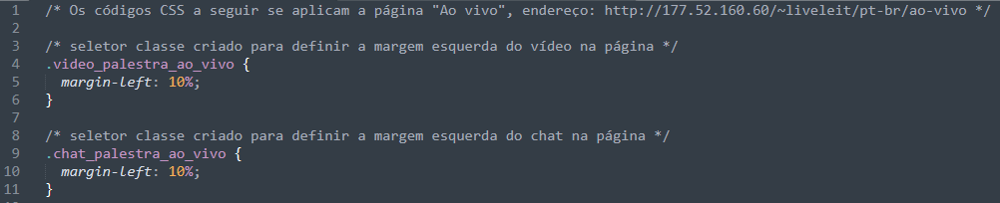 1 /* Os códigos CSS a seguir se aplicam a página "Ao vivo", endereço: http://177.52.160.60/~liveleit/pt-br/ao-vivo */
2
3 /* seletor classe criado para definir a margem esquerda do vídeo na página */
4 .video_palestra_ao_vivo {
5 margin-left: 10%;
6 }
7
8 /* seletor classe criado para definir a margem esquerda do chat na página */
9 .chat_palestra_ao_vivo {
10 margin-left: 10%;
11 }